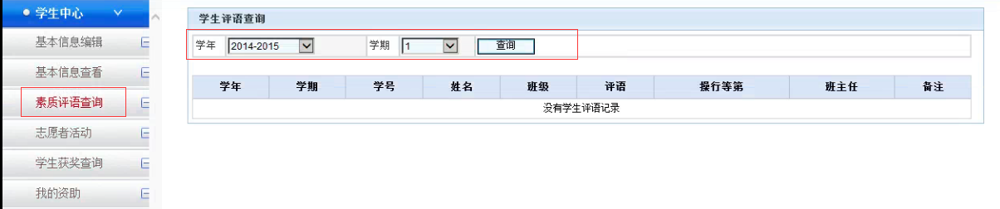 学生中心
基本信息编辑
基本信息查看
素质评语查询
志愿者活动
学生获奖查询
我的资助
学生评语查询
学年 2014-2015 学期 1 查询
学年 学期 学号 姓名 班级 评语 操行等第 班主任 备注
没有学生评语记录